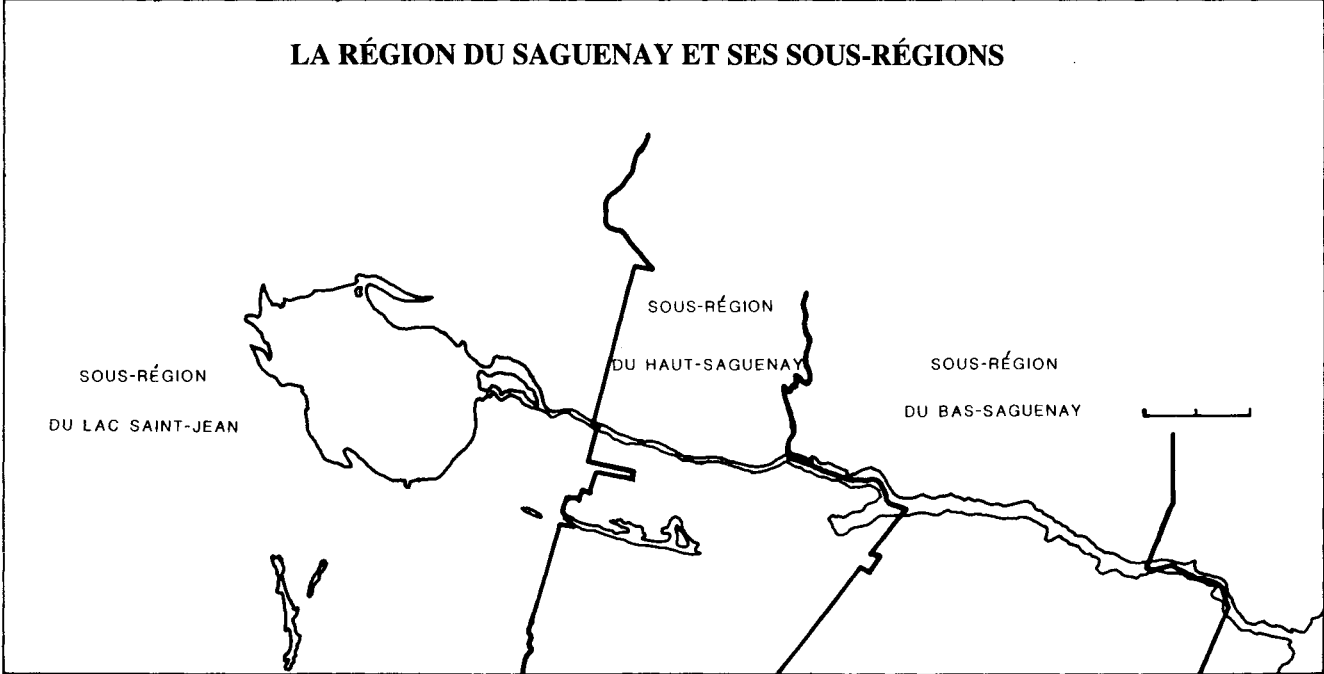 LA RÉGION DU SAGUENAY ET SES SOUS-RÉGIONS
SOUS-RÉGION
DU LAC SAINT-JEAN
SOUS-RÉGION
DU HAUT-SAGUENAY
SOUS-RÉGION
DU BAS-SAGUENAY